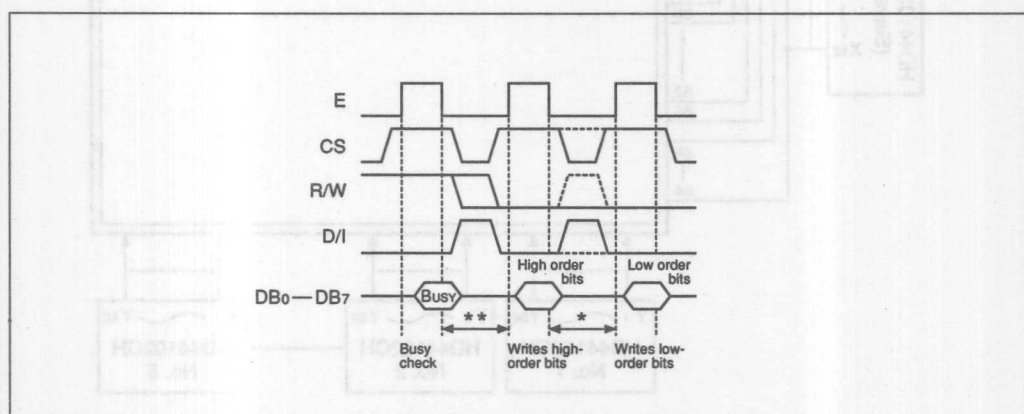 E
CS
R/W
D/I
High order
bits
Low order
bits
DB0 — DB7
BUSY
**
*
Busy
check
Writes high-
order bits
Writes low-
order bits